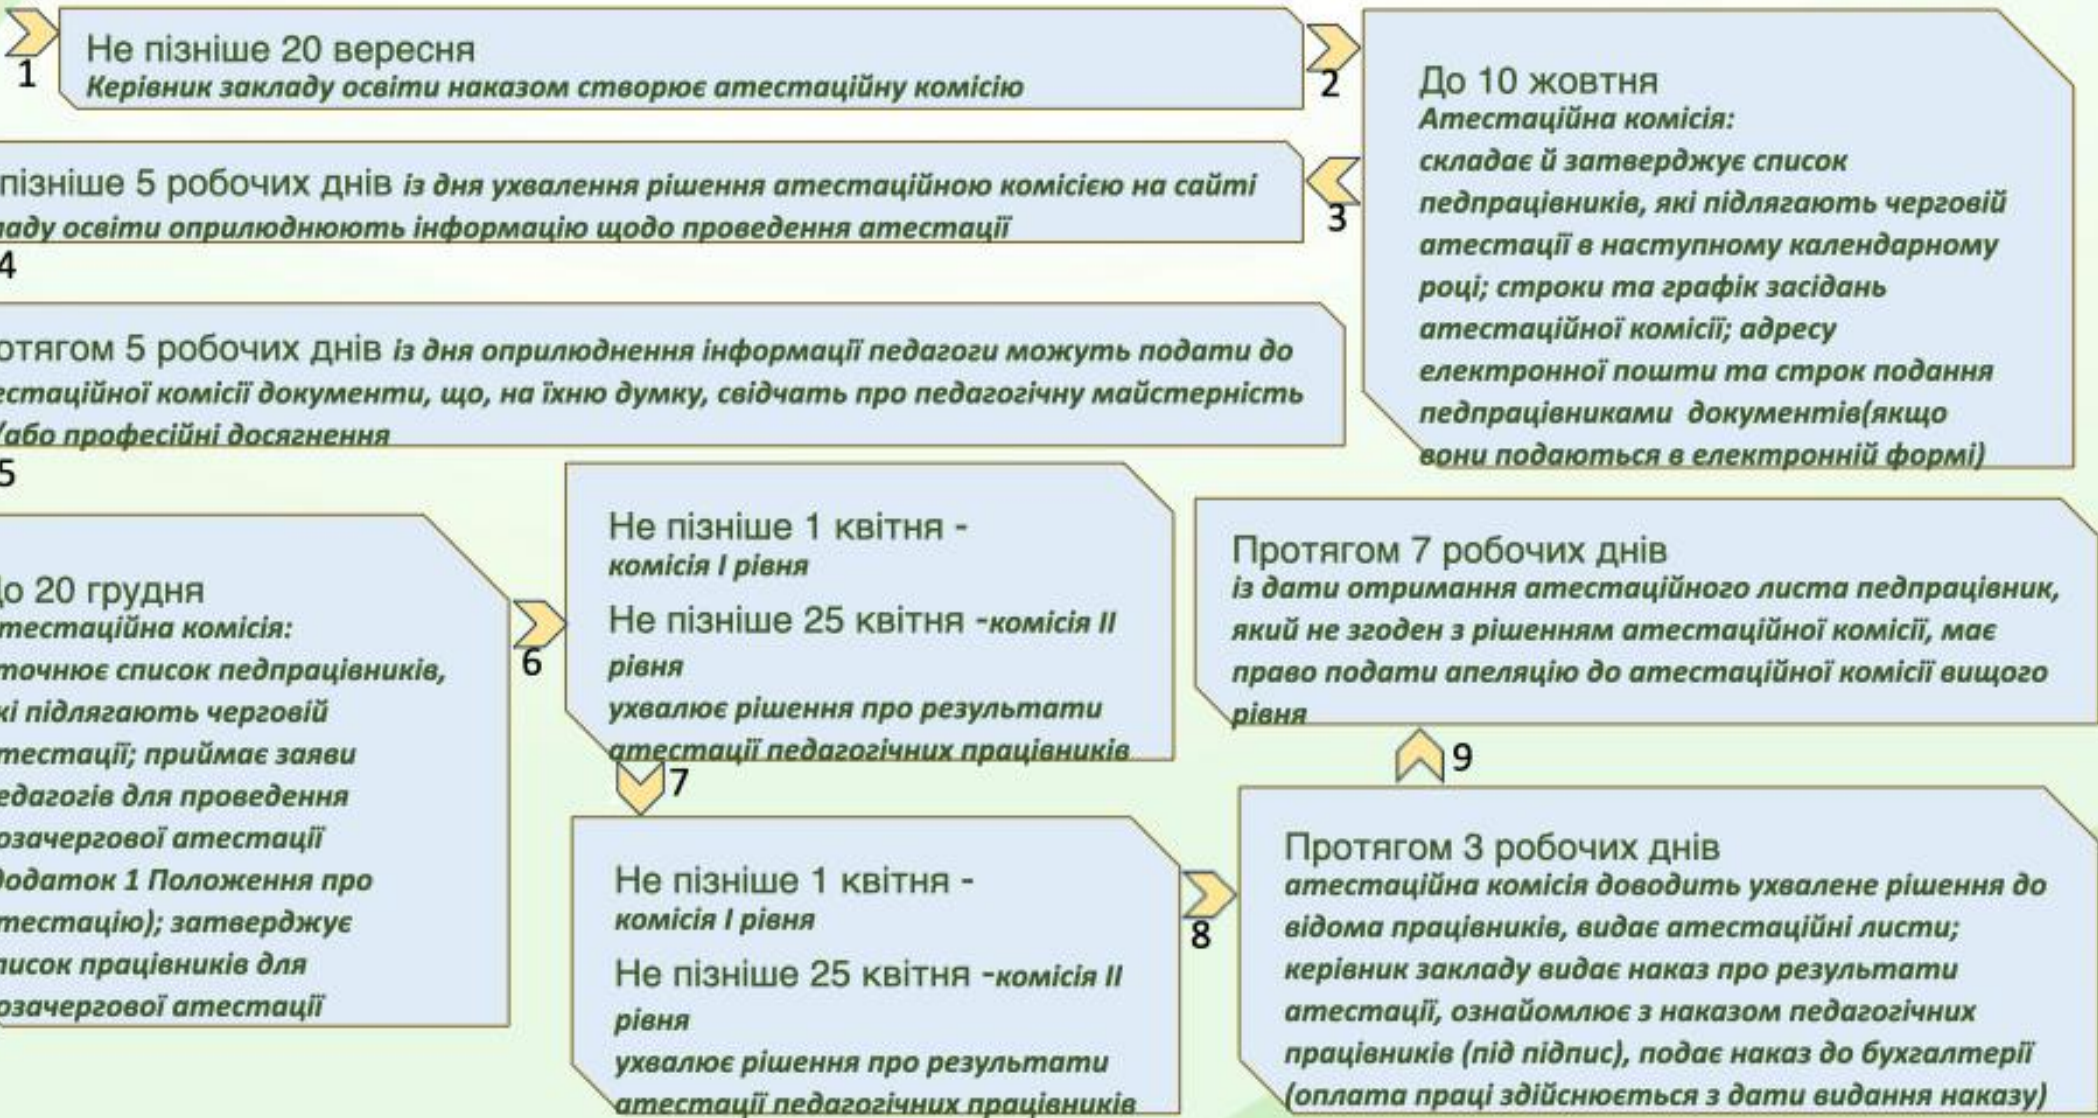 1
Не пізніше 20 вересня
Керівник закладу освіти наказом створює атестаційну комісію
2
До 10 жовтня
Атестаційна комісія:
складає й затверджує список
педпрацівників, які підлягають черговій
атестації в наступному календарному
році; строки та графік засідань
атестаційної комісії; адресу
електронної пошти та строк подання
педпрацівниками документів(якщо
вони подаються в електронній формі)
3
пізніше 5 робочих днів із дня ухвалення рішення атестаційною комісією на сайті
ладу освіти оприлюднюють інформацію щодо проведення атестації
4
отягом 5 робочих днів із дня оприлюднення інформації педагоги можуть подати до
естаційної комісії документи, що, на їхню думку, свідчать про педагогічну майстерність
/або професійні досягнення
5
о 20 грудня
тестаційна комісія:
точнює список педпрацівників,
кі підлягають черговій
тестації; приймає заяви
едагогів для проведення
озачергової атестації
додаток 1 Положення про
тестацію); затверджує
писок працівників для
озачергової атестації
6
Не пізніше 1 квітня -
комісія І рівня
Не пізніше 25 квітня -комісія ІІ
рівня
ухвалює рішення про результати
атестації педагогічних працівників
7
Не пізніше 1 квітня -
комісія І рівня
Не пізніше 25 квітня -комісія ІІ
рівня
ухвалює рішення про результати
атестації педагогічних працівників
8
Протягом 3 робочих днів
атестаційна комісія доводить ухвалене рішення до
відома працівників, видає атестаційні листи;
керівник закладу видає наказ про результати
атестації, ознайомлює з наказом педагогічних
працівників (під підпис), подає наказ до бухгалтерії
(оплата праці здійснюється з дати видання наказу)
9
Протягом 7 робочих днів
із дати отримання атестаційного листа педпрацівник,
який не згоден з рішенням атестаційної комісії, має
право подати апеляцію до атестаційної комісії вищого
рівня